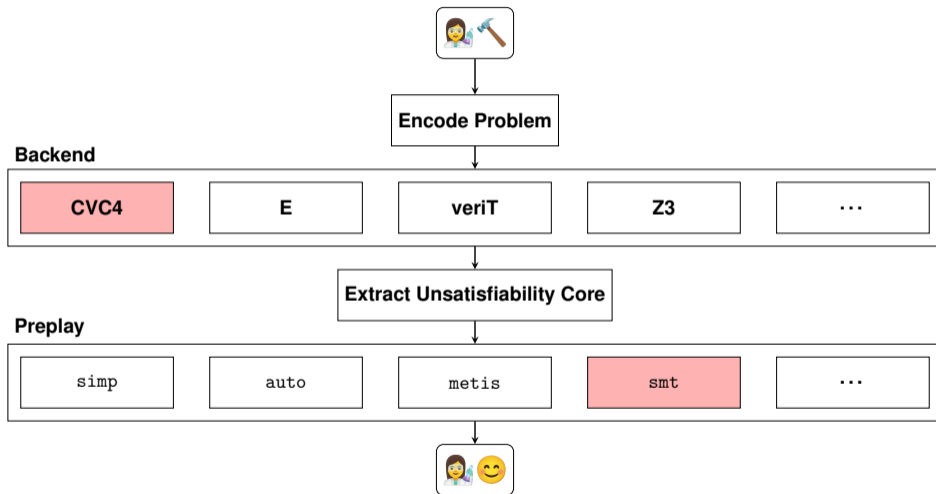 Encode Problem
Backend
CVC4 E veriT Z3 ...
Extract Unsatisfiability Core
Preplay
simp auto metis smt ...